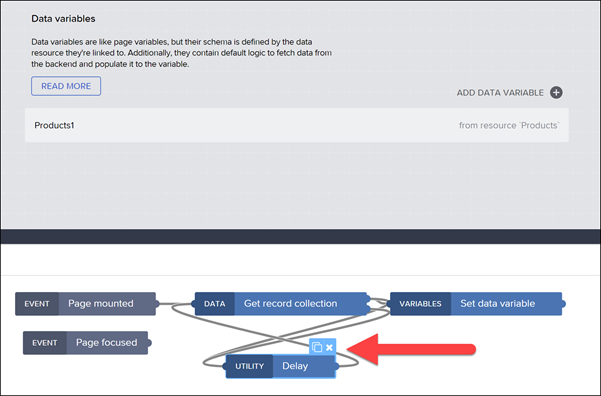 Data variables
Data variables are like page variables, but their schema is defined by the data
resource they're linked to. Additionally, they contain default logic to fetch data from
the backend and populate it to the variable.
READ MORE
ADD DATA VARIABLE
Products1 from resource `Products`
EVENT Page mounted DATA Get record collection VARIABLES Set data variable
EVENT Page focused
UTILITY Delay